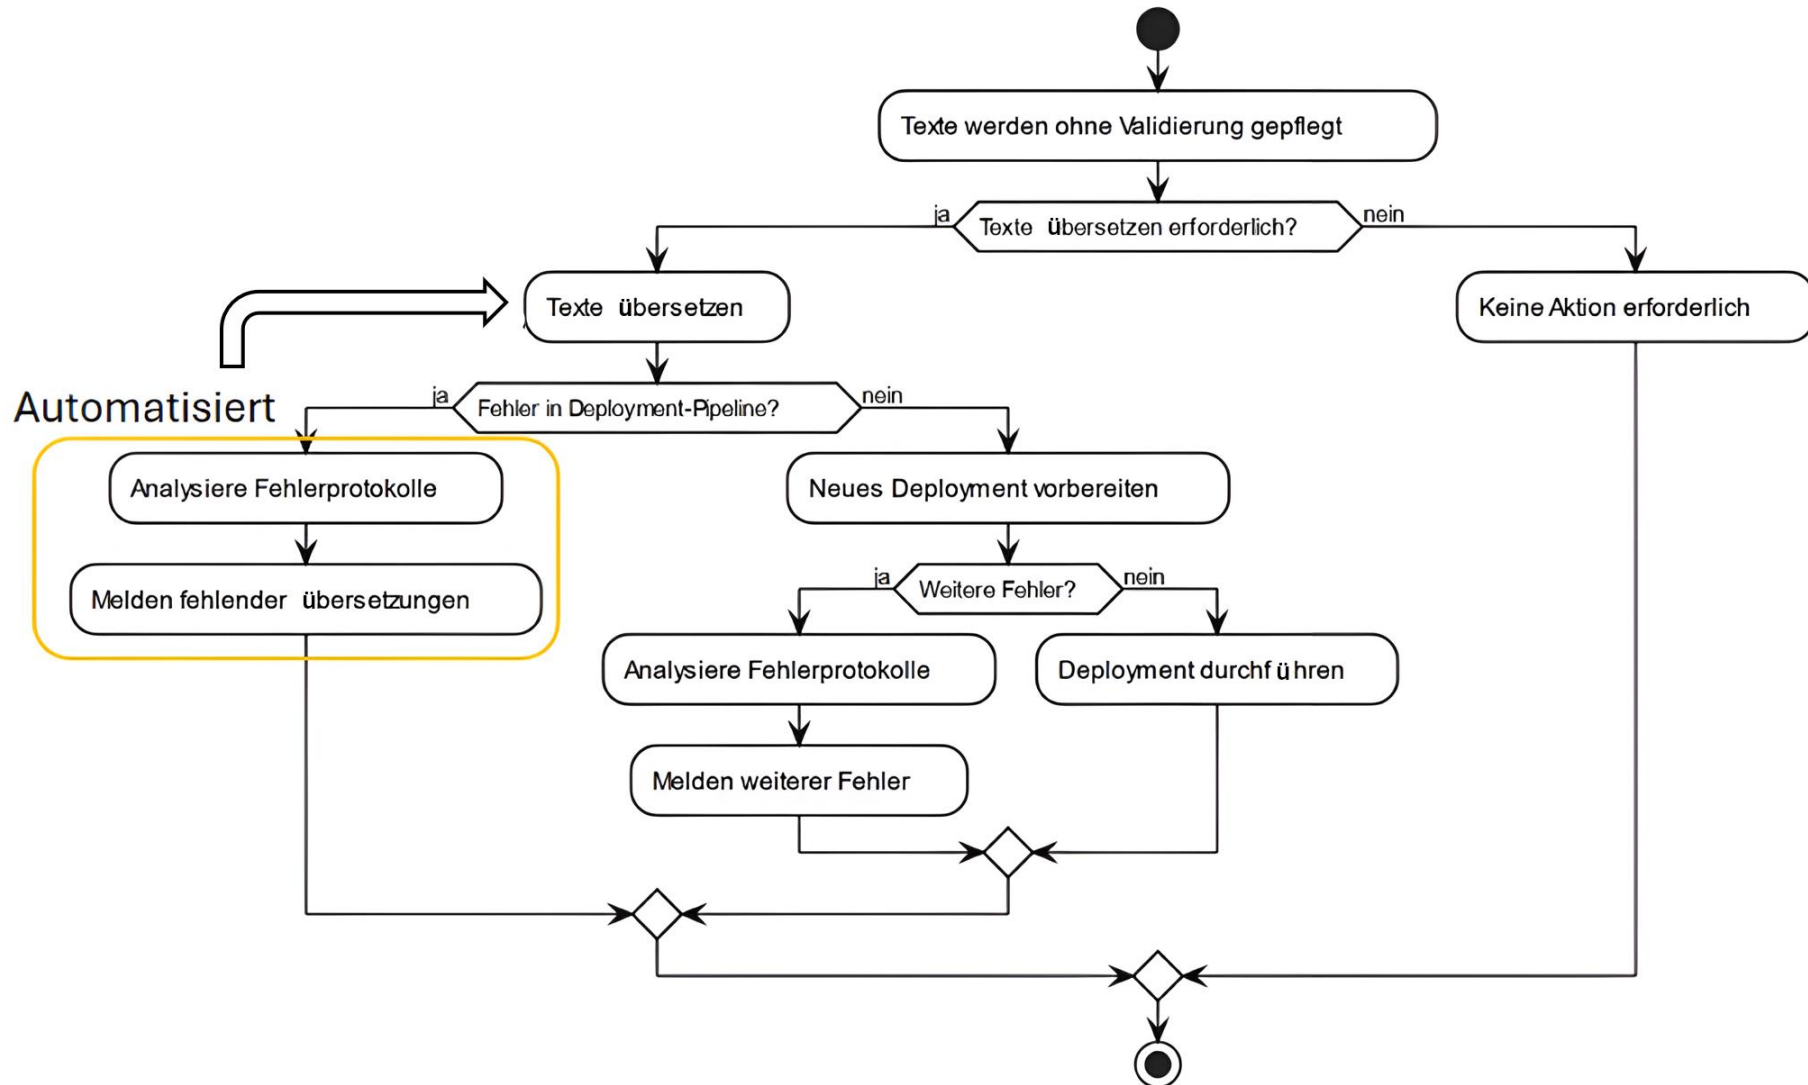 Texte werden ohne Validierung gepflegt
ja
Texte übersetzen erforderlich?
nein
Texte übersetzen
Keine Aktion erforderlich
Automatisiert
ja
Fehler in Deployment-Pipeline?
nein
Analysiere Fehlerprotokolle
Neues Deployment vorbereiten
Melden fehlender übersetzungen
ja
Weitere Fehler?
nein
Analysiere Fehlerprotokolle
Deployment durchführen
Melden weiterer Fehler